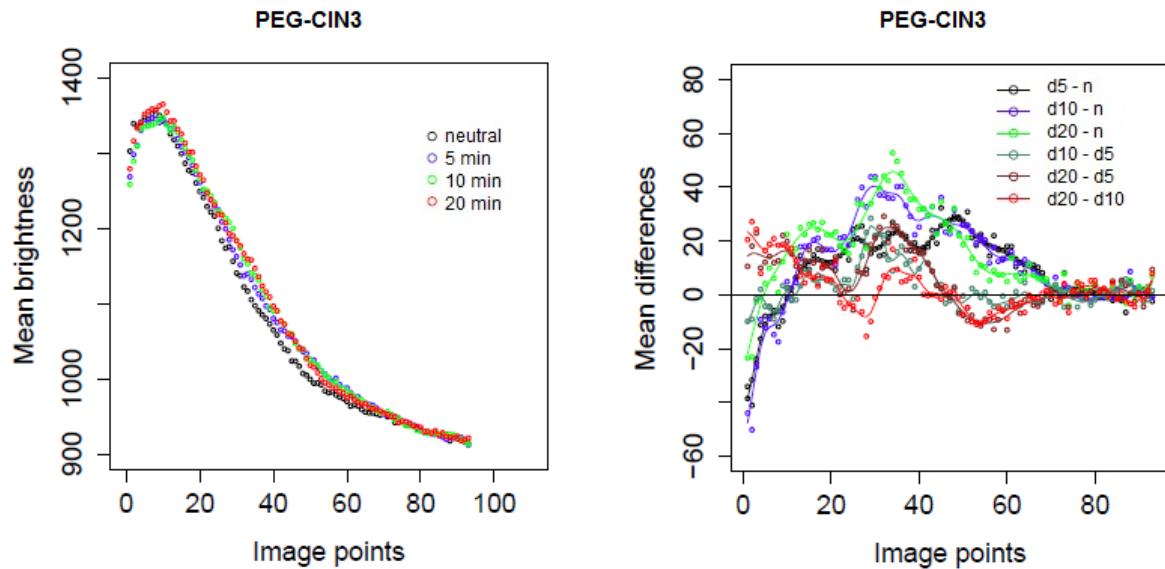 PEG-CIN3
Mean brightness
1400
1200
1000
900
neutral
5 min
10 min
20 min
0 20 40 60 80 100
Image points
PEG-CIN3
Mean differences
80
60
40
20
0
−20
−40
−60
d5 - n
d10 - n
d20 - n
d10 - d5
d20 - d5
d20 - d10
0 20 40 60 80
Image points